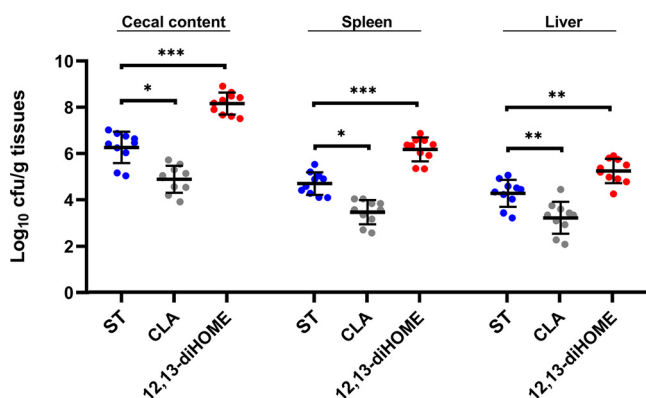 Cecal content Spleen Liver
*** *** **
* * **
Log10 cfu/g tissues
10
8
6
4
2
0
ST CLA 12,13-diHOME ST CLA 12,13-diHOME ST CLA 12,13-diHOME